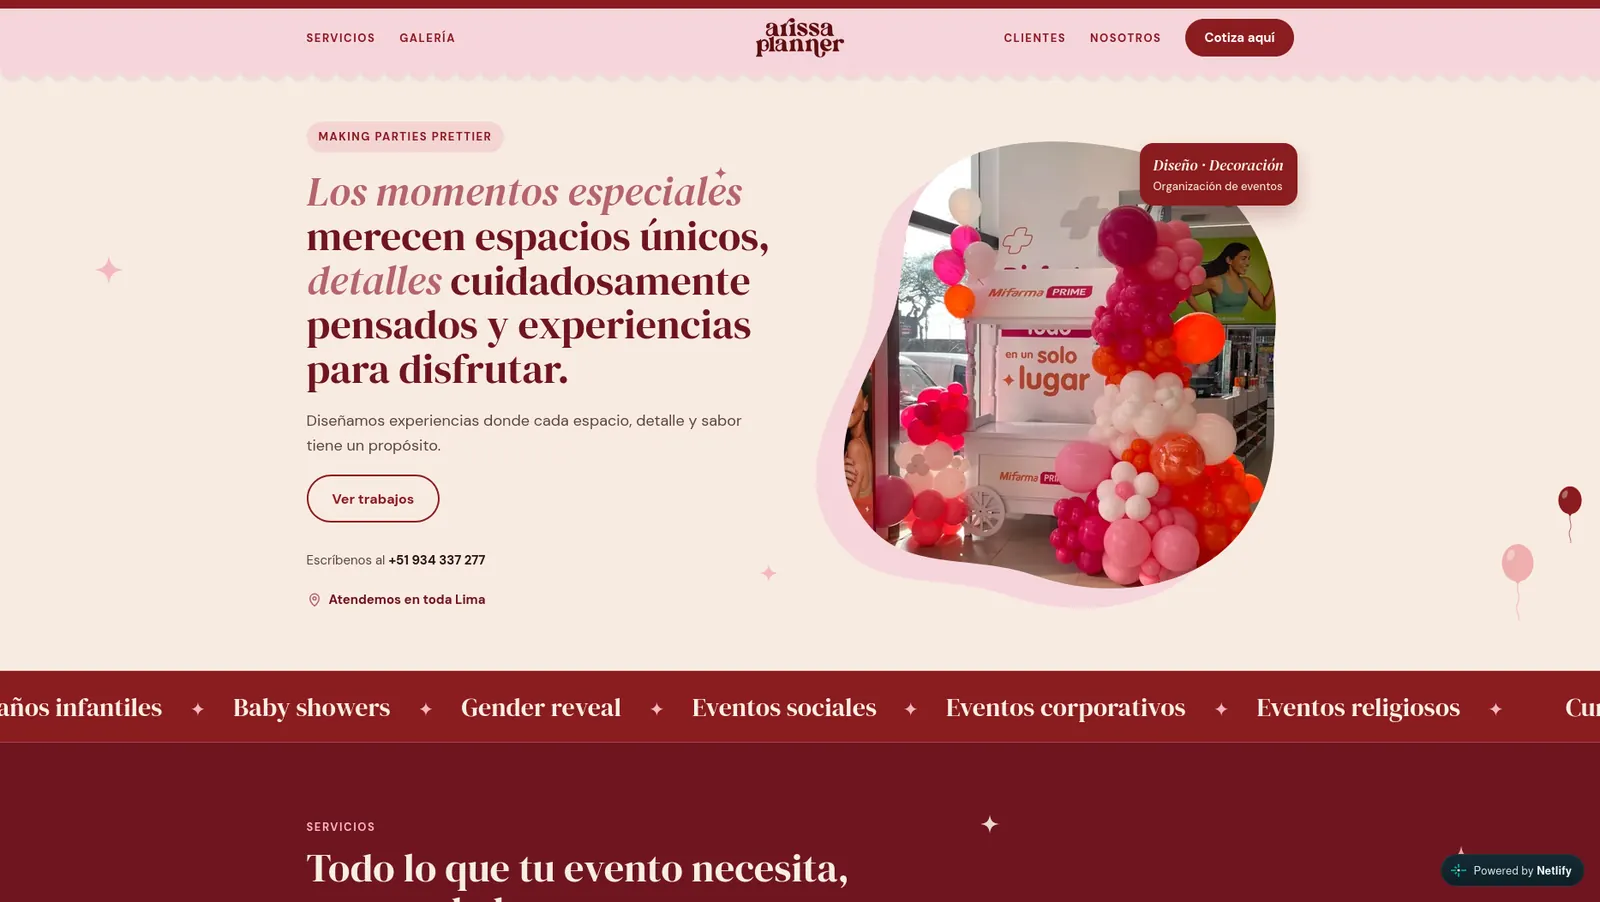 SERVICIOS
GALERÍA
arissa
planner
CLIENTES
NOSOTROS
Cotiza aquí
MAKING PARTIES PRETTIER
Los momentos especiales
merecen espacios únicos,
detalles cuidadosamente
pensados y experiencias
para disfrutar.
Diseñamos experiencias donde cada espacio, detalle y sabor
tiene un propósito.
Ver trabajos
Escríbenos al +51 934 337 277
Atendemos en toda Lima
Diseño · Decoración
Organización de eventos
Mifarma PRIME
en un solo
lugar
Mifarma
años infantiles
Baby showers
Gender reveal
Eventos sociales
Eventos corporativos
Eventos religiosos
SERVICIOS
Todo lo que tu evento necesita,
Powered by Netlify